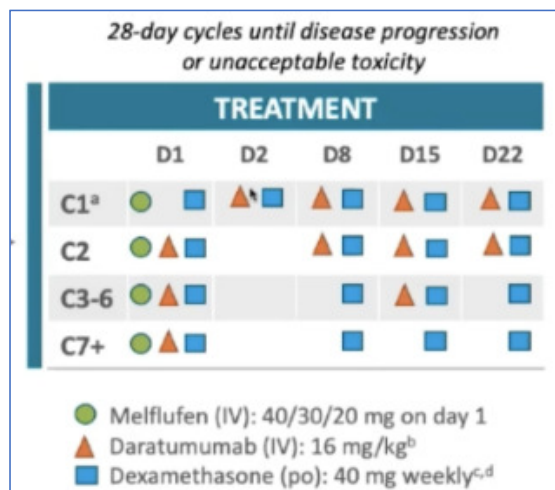 28-day cycles until disease progression
or unacceptable toxicity
TREATMENT
D1 D2 D8 D15 D22
C1ᵃ
C2
C3-6
C7+
Melflufen (IV): 40/30/20 mg on day 1
Daratumumab (IV): 16 mg/kgᵇ
Dexamethasone (po): 40 mg weeklyᶜ,ᵈ